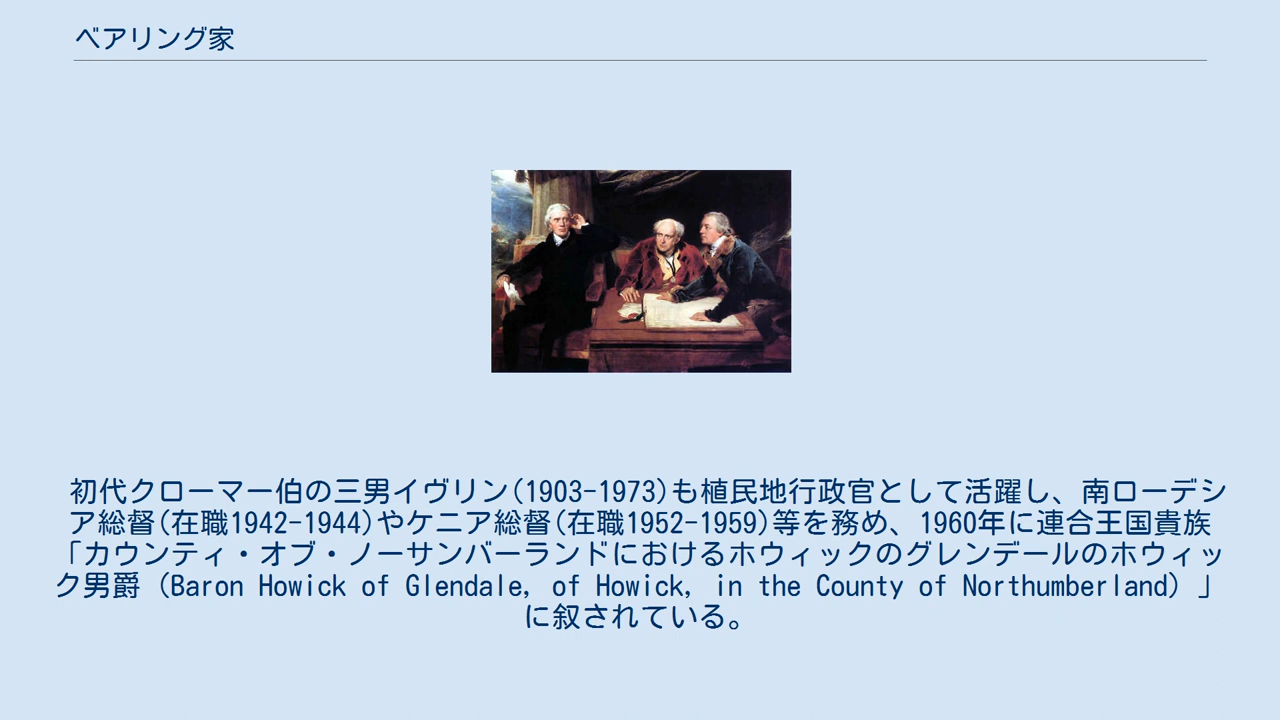 ベアリング家
初代クローマー伯の三男イヴリン(1903-1973)も植民地行政官として活躍し、南ローデシ
ア総督(在職1942-1944)やケニア総督(在職1952-1959)等を務め、1960年に連合王国貴族
「カウンティ・オブ・ノーサンバーランドにおけるホウィックのグレンデールのホウィッ
ク男爵 (Baron Howick of Glendale, of Howick, in the County of Northumberland) 」
に叙されている。